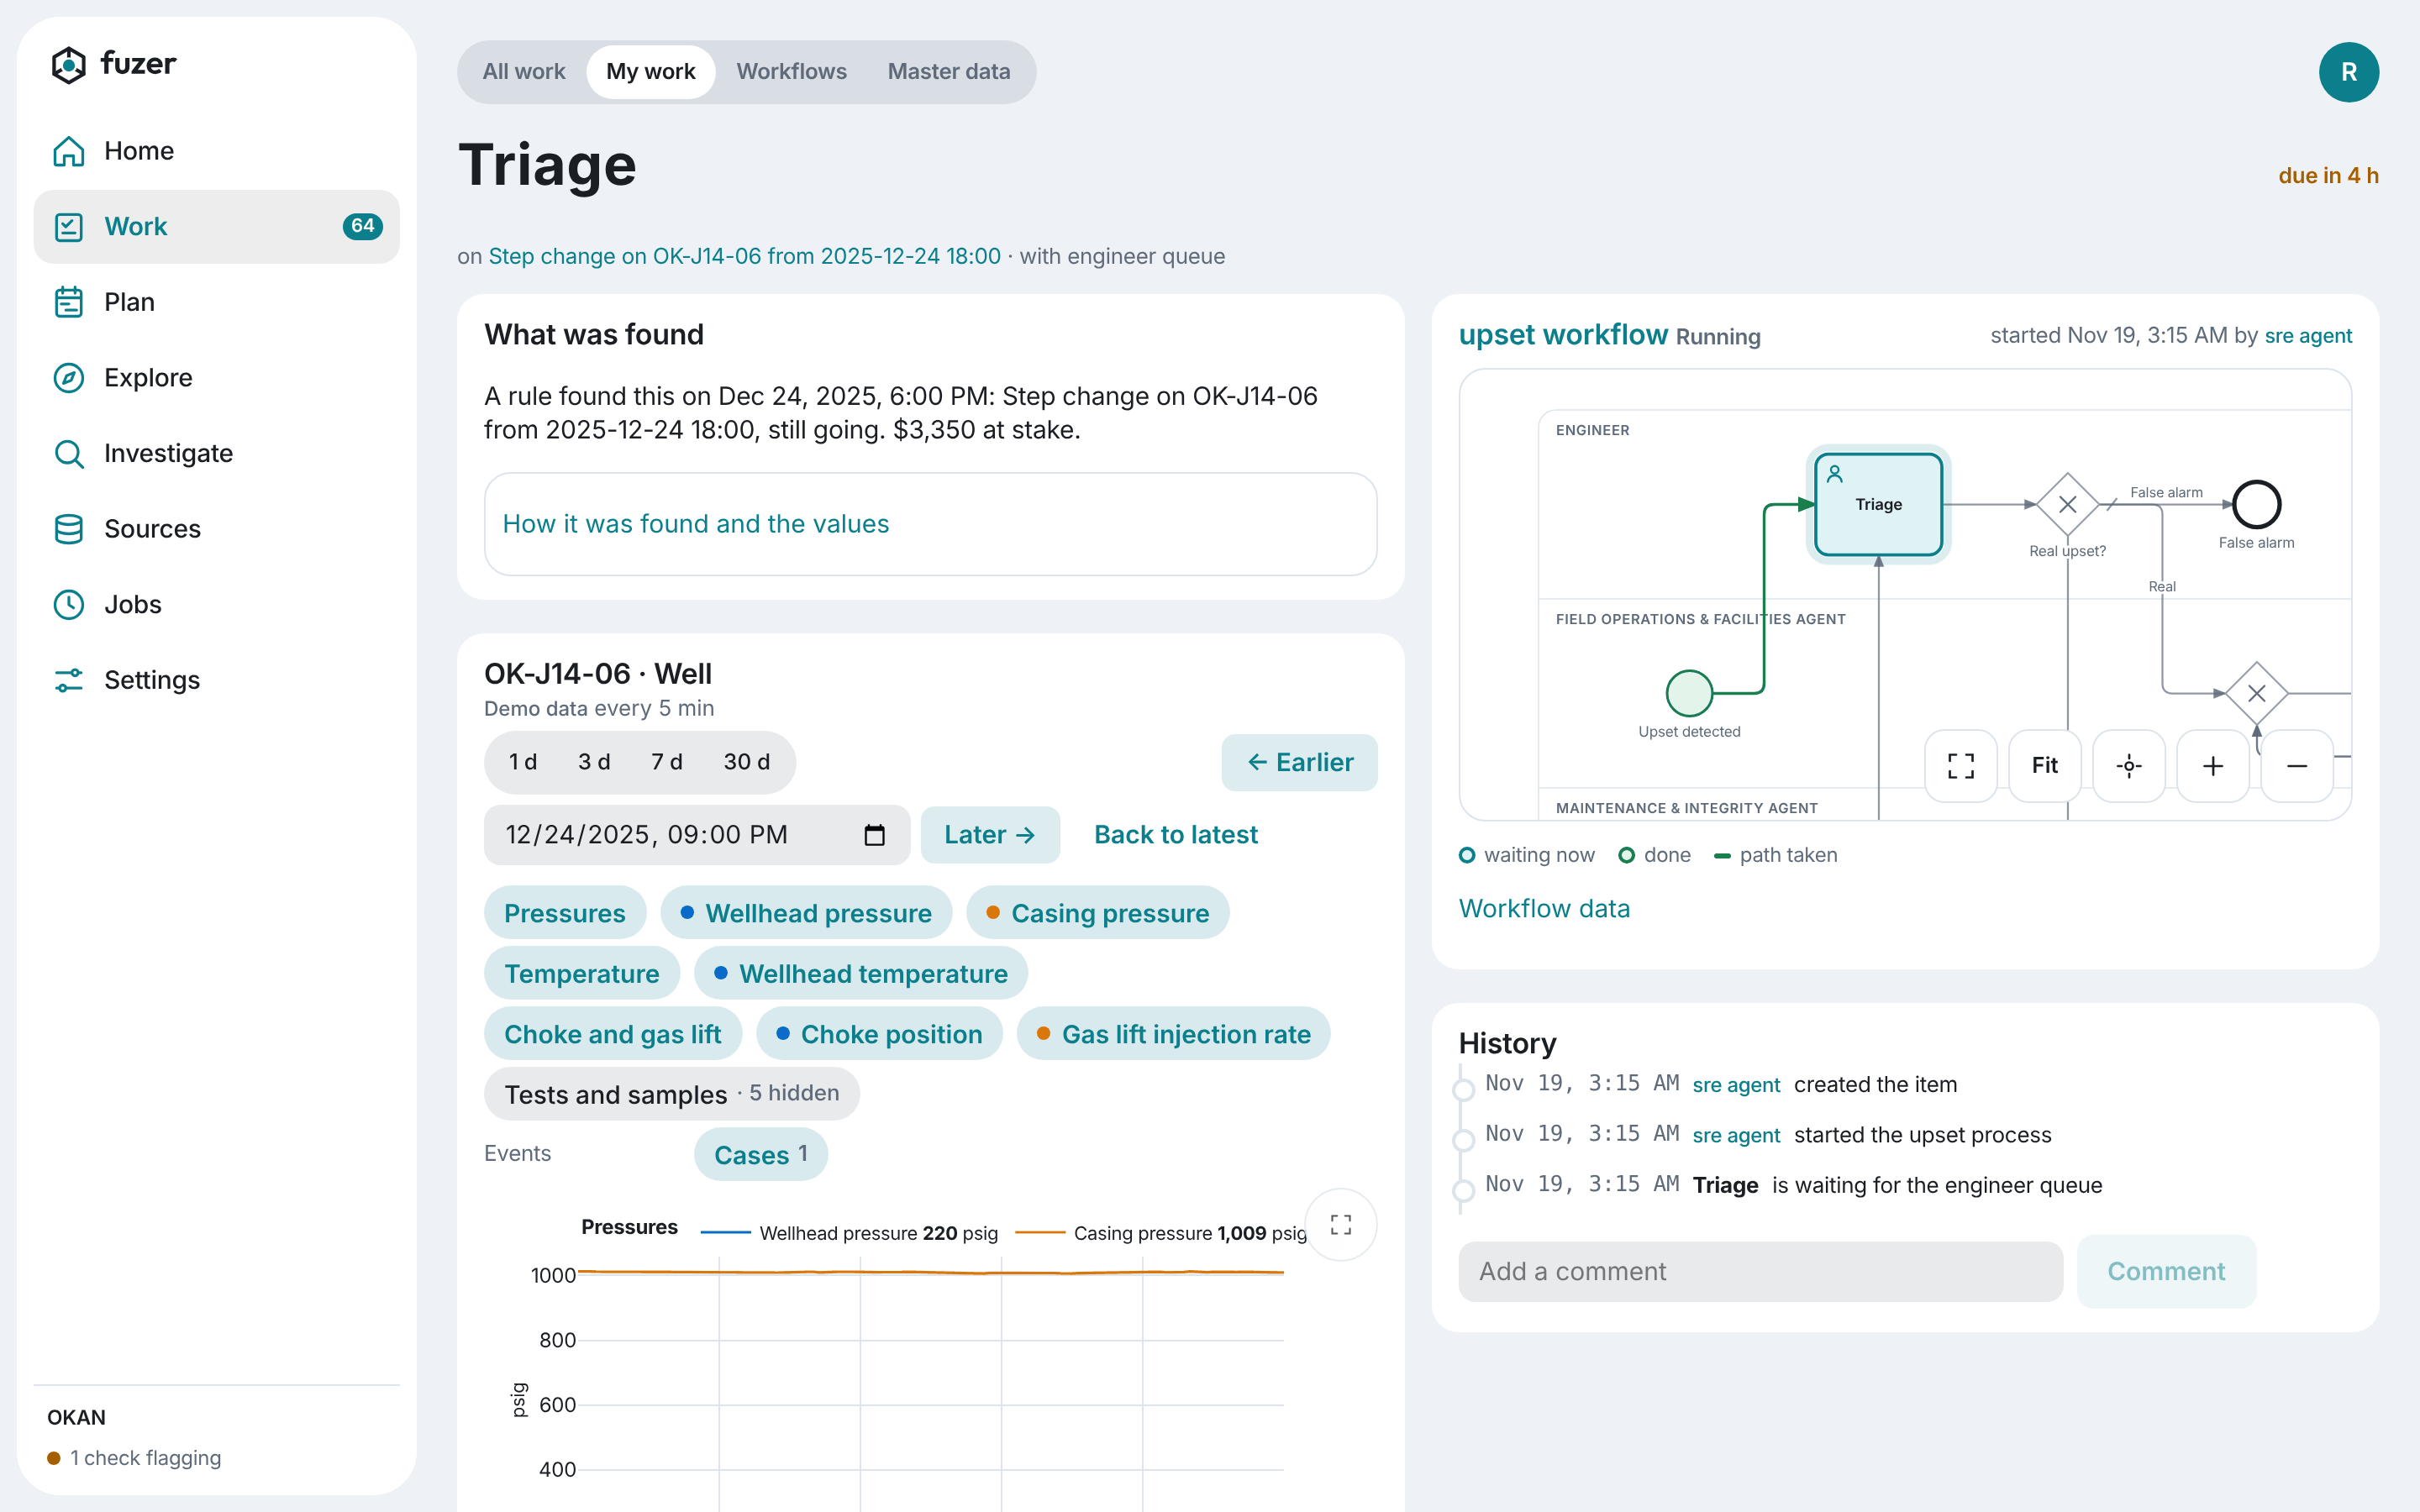 fuzer
Home
Work 64
Plan
Explore
Investigate
Sources
Jobs
Settings
OKAN
1 check flagging
All work My work Workflows Master data
R
Triage
due in 4 h
on Step change on OK-J14-06 from 2025-12-24 18:00 · with engineer queue
What was found
A rule found this on Dec 24, 2025, 6:00 PM: Step change on OK-J14-06
from 2025-12-24 18:00, still going. $3,350 at stake.
How it was found and the values
OK-J14-06 · Well
Demo data every 5 min
1 d 3 d 7 d 30 d
← Earlier
12/24/2025, 09:00 PM
Later →
Back to latest
Pressures Wellhead pressure Casing pressure
Temperature Wellhead temperature
Choke and gas lift Choke position Gas lift injection rate
Tests and samples · 5 hidden
Events Cases 1
Pressures Wellhead pressure 220 psig Casing pressure 1,009 psig
1000
800
600
400
psig
upset workflow Running
started Nov 19, 3:15 AM by sre agent
ENGINEER
Triage
Real upset?
False alarm
False alarm
Real
FIELD OPERATIONS & FACILITIES AGENT
Upset detected
Fit
MAINTENANCE & INTEGRITY AGENT
waiting now done path taken
Workflow data
History
Nov 19, 3:15 AM sre agent created the item
Nov 19, 3:15 AM sre agent started the upset process
Nov 19, 3:15 AM Triage is waiting for the engineer queue
Add a comment
Comment